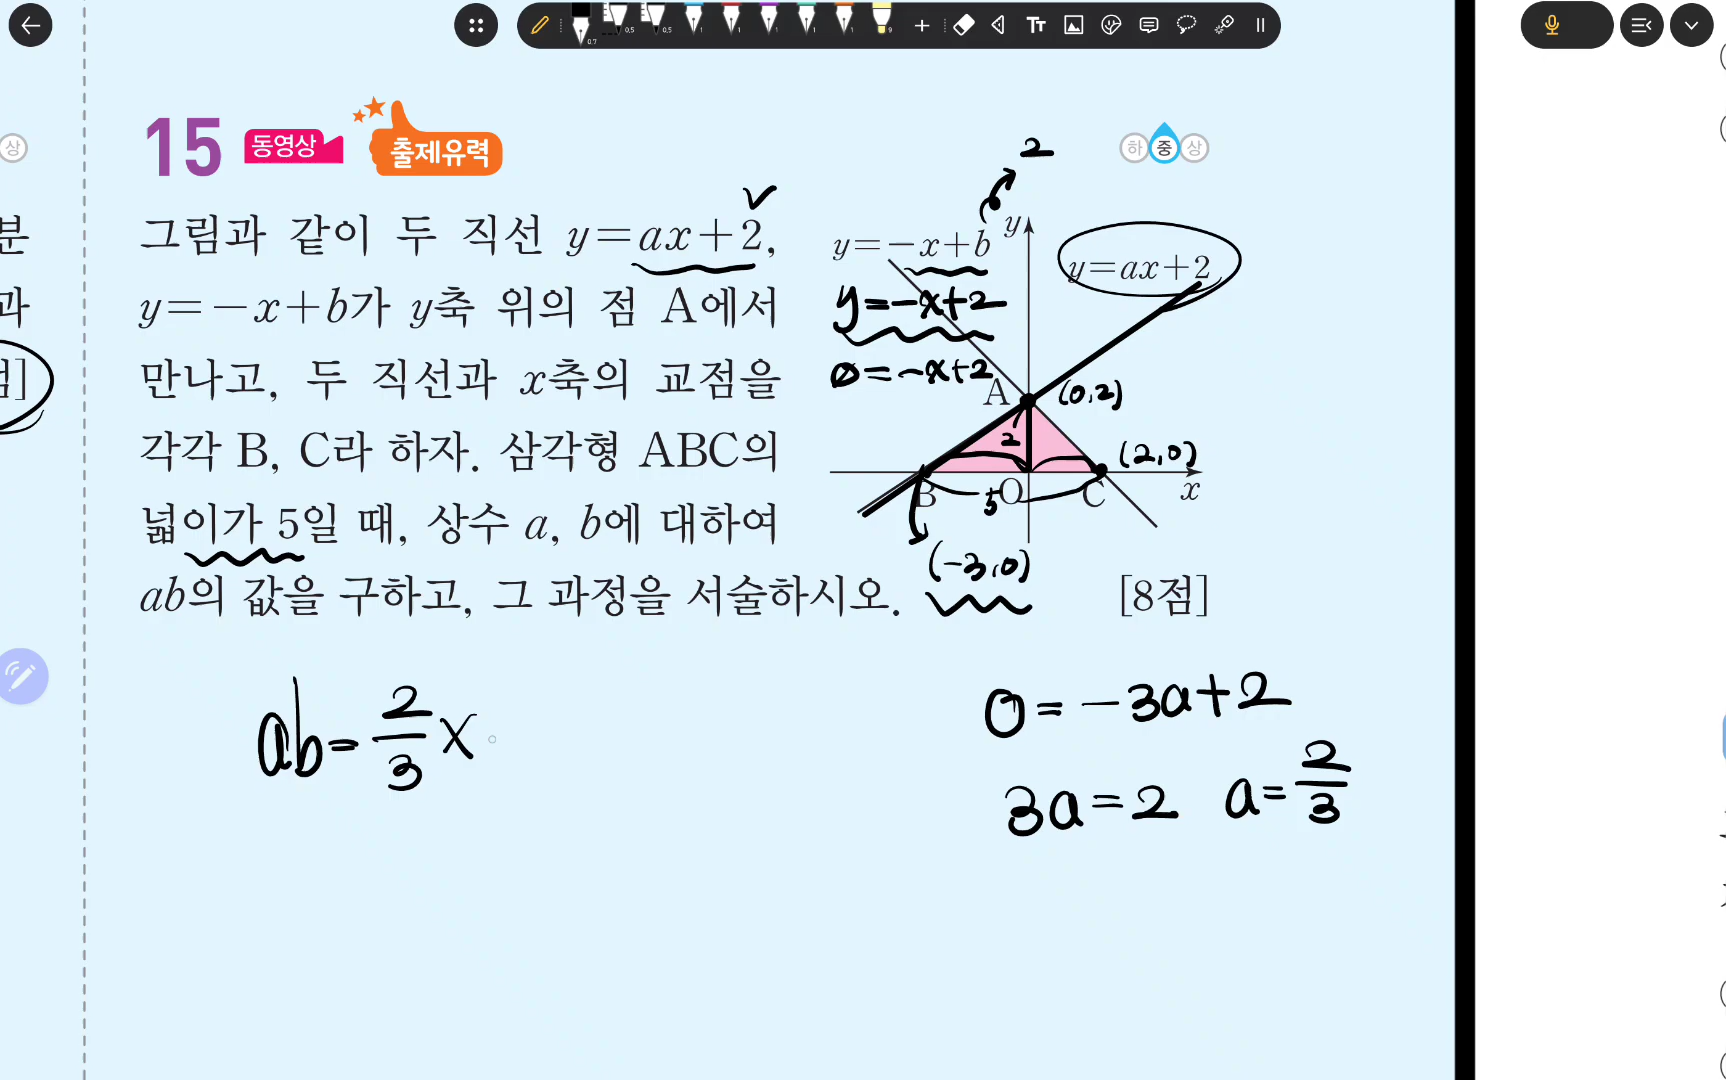 15 동영상 출제유력
하 중 상
상
그림과 같이 두 직선 y=ax+2,
y=-x+b가 y축 위의 점 A에서
만나고, 두 직선과 x축의 교점을
각각 B, C라 하자. 삼각형 ABC의
넓이가 5일 때, 상수 a, b에 대하여
ab의 값을 구하고, 그 과정을 서술하시오. [8점]
2
y=-x+b
y
y=ax+2
y=-x+2
0=-x+2
A
(0,2)
2
(2,0)
B
5
O
C
x
(-3,0)
ab=2/3×
0=-3a+2
3a=2 a=2/3
분
과